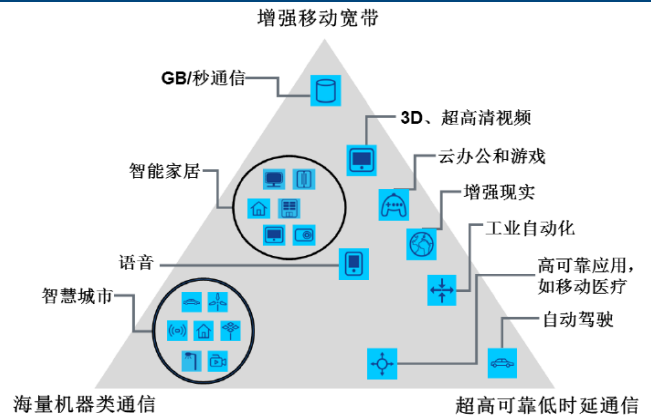 增强移动宽带
GB/秒通信
3D、超高清视频
云办公和游戏
智能家居
增强现实
工业自动化
语音
高可靠应用，
如移动医疗
智慧城市
自动驾驶
海量机器类通信
超高可靠低时延通信